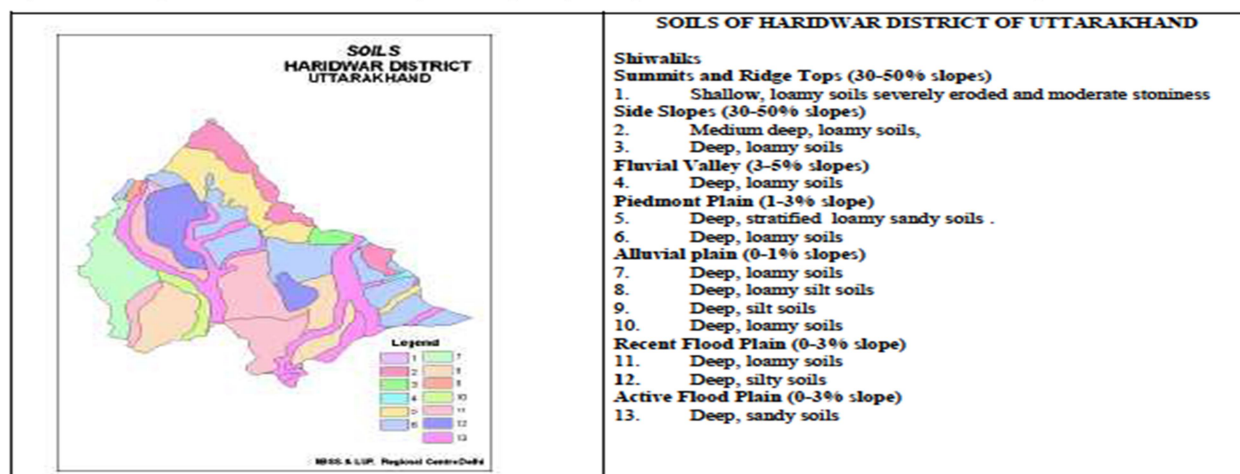 SOILS
HARIDWAR DISTRICT
UTTARAKHAND
Legend
1 7
2 8
3 9
4 10
5 11
6 12
13
NBSS & LUP, Regional Centre Delhi
SOILS OF HARIDWAR DISTRICT OF UTTARAKHAND
Shiwaliks
Summits and Ridge Tops (30-50% slopes)
1. Shallow, loamy soils severely eroded and moderate stoniness
Side Slopes (30-50% slopes)
2. Medium deep, loamy soils,
3. Deep, loamy soils
Fluvial Valley (3-5% slopes)
4. Deep, loamy soils
Piedmont Plain (1-3% slope)
5. Deep, stratified loamy sandy soils .
6. Deep, loamy soils
Alluvial plain (0-1% slopes)
7. Deep, loamy soils
8. Deep, loamy silt soils
9. Deep, silt soils
10. Deep, loamy soils
Recent Flood Plain (0-3% slope)
11. Deep, loamy soils
12. Deep, silty soils
Active Flood Plain (0-3% slope)
13. Deep, sandy soils